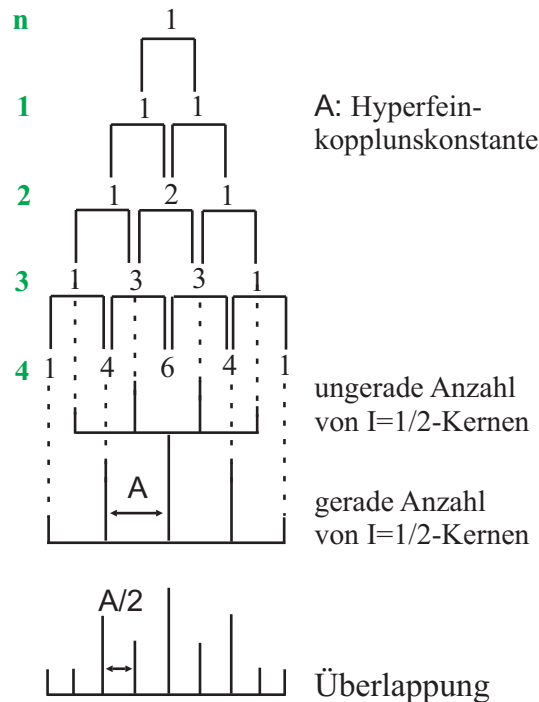 n 1
1 1 1
A: Hyperfein-
kopplunskonstante
2 1 2 1
3 1 3 3 1
4 1 4 6 4 1
ungerade Anzahl
von I=1/2-Kernen
A
gerade Anzahl
von I=1/2-Kernen
A/2
Überlappung